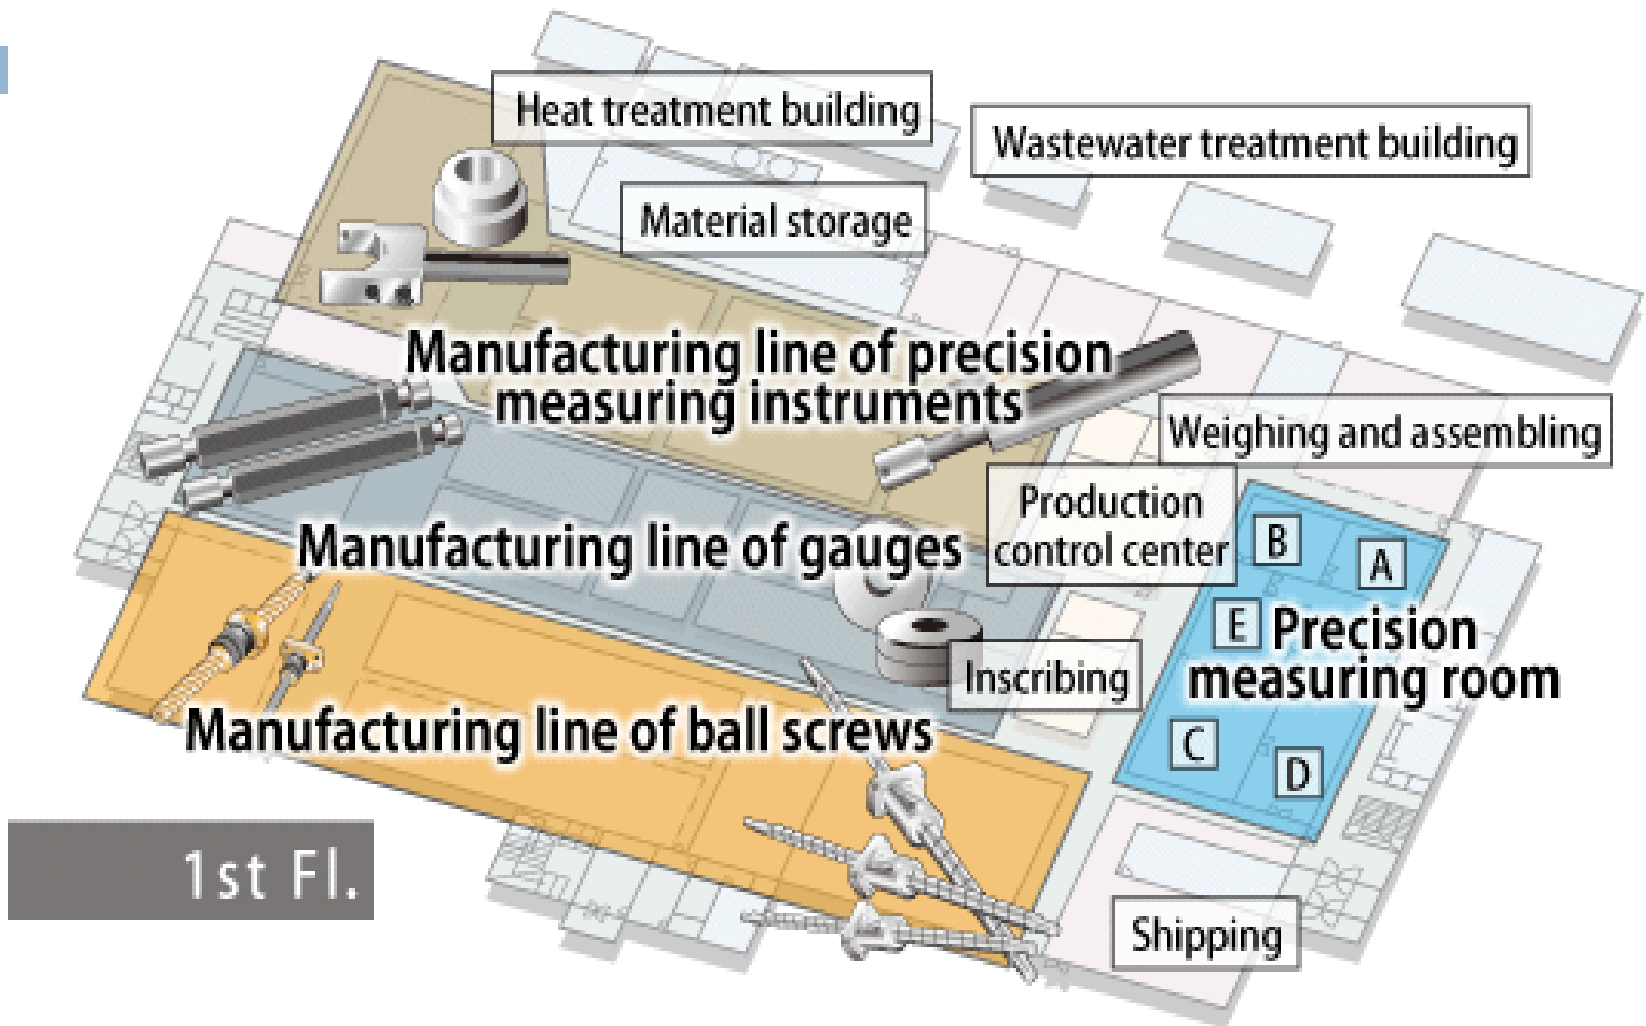 Heat treatment building
Wastewater treatment building
Material storage
Manufacturing line of precision
measuring instruments
Weighing and assembling
Production
control center
Manufacturing line of gauges
B
A
E
Precision
measuring room
Inscribing
Manufacturing line of ball screws
C
D
1st Fl.
Shipping